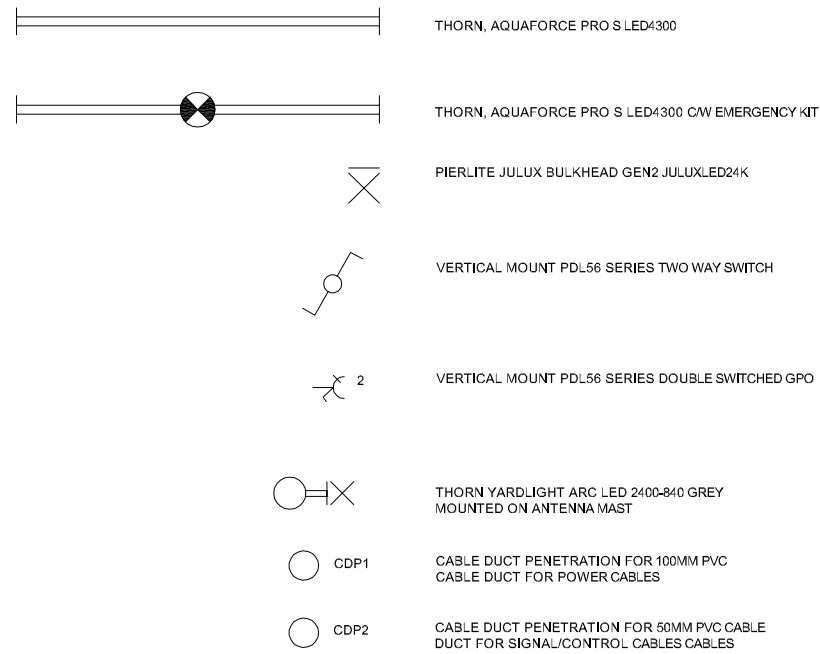 THORN, AQUAFORCE PRO S LED4300
THORN, AQUAFORCE PRO S LED4300 C/W EMERGENCY KIT
PIERLITE JULUX BULKHEAD GEN2 JULUXLED24K
VERTICAL MOUNT PDL56 SERIES TWO WAY SWITCH
2 VERTICAL MOUNT PDL56 SERIES DOUBLE SWITCHED GPO
THORN YARDLIGHT ARC LED 2400-840 GREY
MOUNTED ON ANTENNA MAST
CDP1 CABLE DUCT PENETRATION FOR 100MM PVC
CABLE DUCT FOR POWER CABLES
CDP2 CABLE DUCT PENETRATION FOR 50MM PVC CABLE
DUCT FOR SIGNAL/CONTROL CABLES CABLES